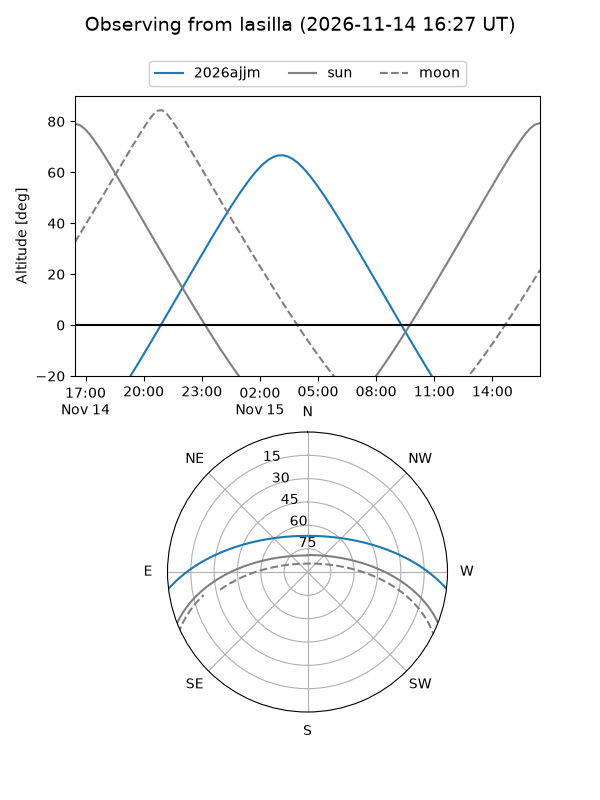 Observing from lasilla (2026-11-14 16:27 UT)
2026ajjm sun moon
Altitude [deg]
80
60
40
20
0
−20
17:00 20:00 23:00 02:00 05:00 08:00 11:00 14:00
Nov 14 Nov 15
N
NE NW
15
30
45
60
75
E W
SE SW
S